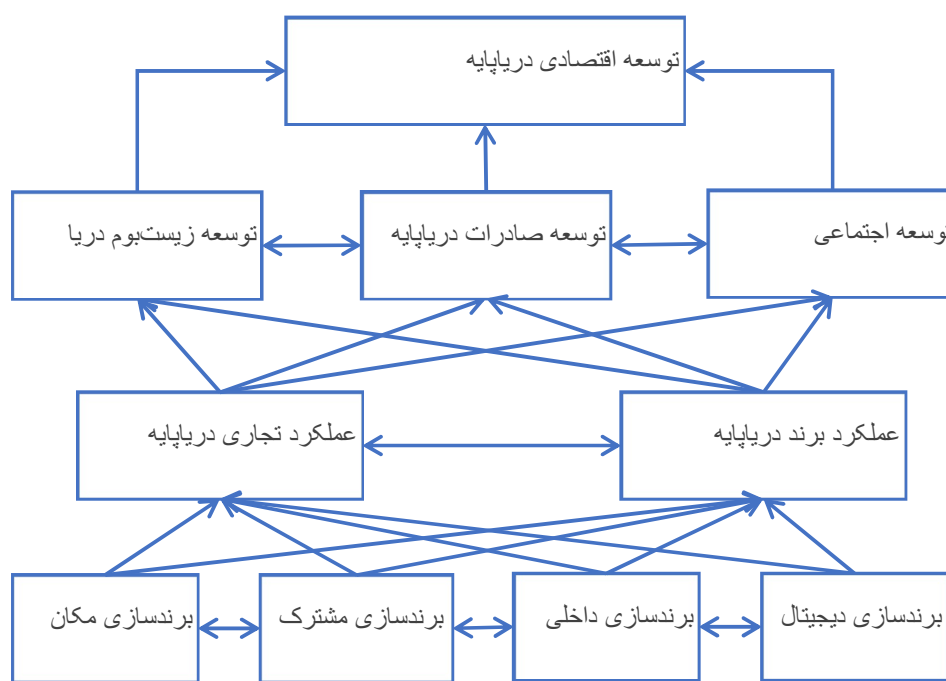 توسعه اقتصادی دریاپایه
توسعه اجتماعی
توسعه صادرات دریاپایه
توسعه زیست‌بوم دریا
عملکرد برند دریاپایه
عملکرد تجاری دریاپایه
برندسازی دیجیتال
برندسازی داخلی
برندسازی مشترک
برندسازی مکان